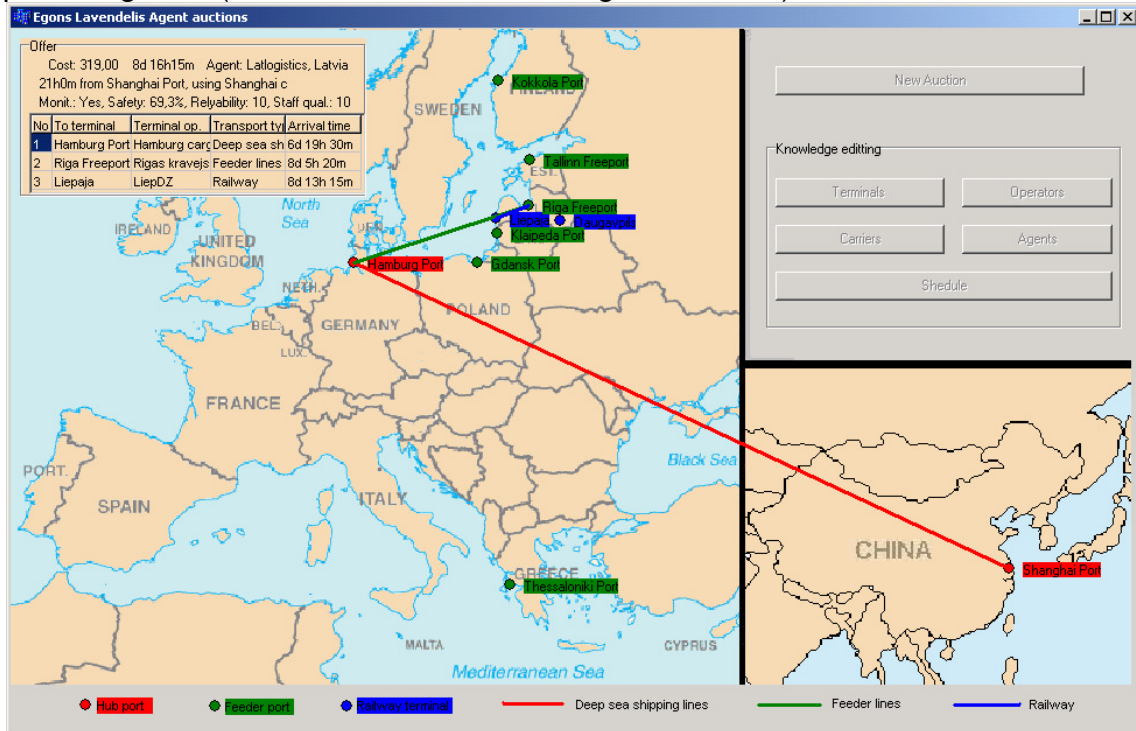 Egons Lavendelis Agent auctions
Offer
Cost: 319,00 8d 16h15m Agent: Latlogistics, Latvia
21h0m from Shanghai Port, using Shanghai c
Monit.: Yes, Safety: 69,3%, Relyability: 10, Staff qual.: 10
No To terminal Terminal op. Transport ty Arrival time
1 Hamburg Port Hamburg carg Deep sea sh 6d 19h 30m
2 Riga Freeport Rigas kravejs Feeder lines 8d 5h 20m
3 Liepaja LiepDZ Railway 8d 13h 15m
New Auction
Knowledge editting
Terminals Operators
Carriers Agents
Shedule
Kokkola Port
FINLAND
SWEDEN
Tallinn Freeport
EST.
North
Sea
Riga Freeport
Liepaja
Daugavpils
Klaipeda Port
IRELAND
UNITED
KINGDOM
Hamburg Port
Gdansk Port
NETH.
POLAND
BEL.
GERMANY
LUX.
FRANCE
Black Sea
PORT.
SPAIN
ITALY
GREECE
Thessaloniki Port
MALTA
CYPRUS
Mediterranean Sea
CHINA
Shanghai Port
Hub port Feeder port Railway terminal Deep sea shipping lines Feeder lines Railway